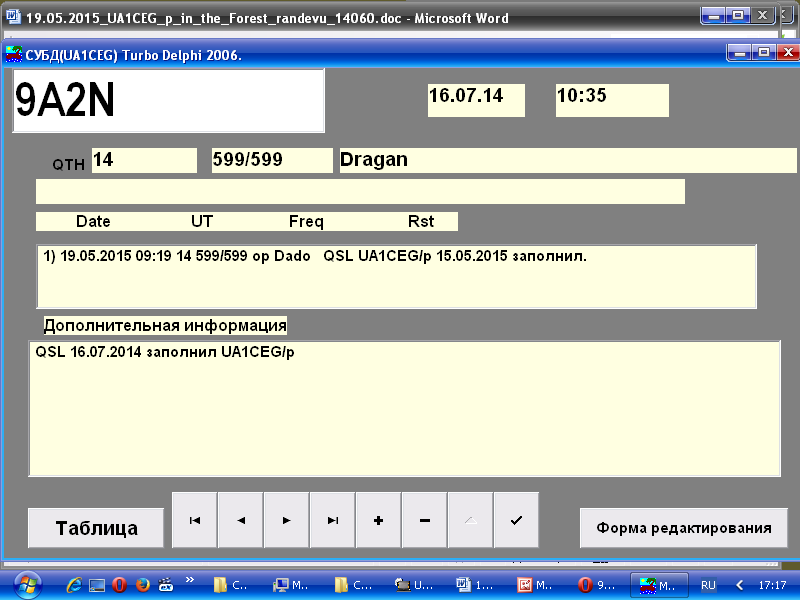 19.05.2015_UA1CEG_p_in_the_Forest_randevu_14060.doc - Microsoft Word
СУБД(UA1CEG) Turbo Delphi 2006.
9A2N
16.07.14 10:35
QTH 14 599/599 Dragan
Date UT Freq Rst
1) 19.05.2015 09:19 14 599/599 op Dado QSL UA1CEG/p 15.05.2015 заполнил.
Дополнительная информация
QSL 16.07.2014 заполнил UA1CEG/p
Таблица
Форма редактирования
С.. М.. С... U... 1... М.. 9... М.. RU 17:17